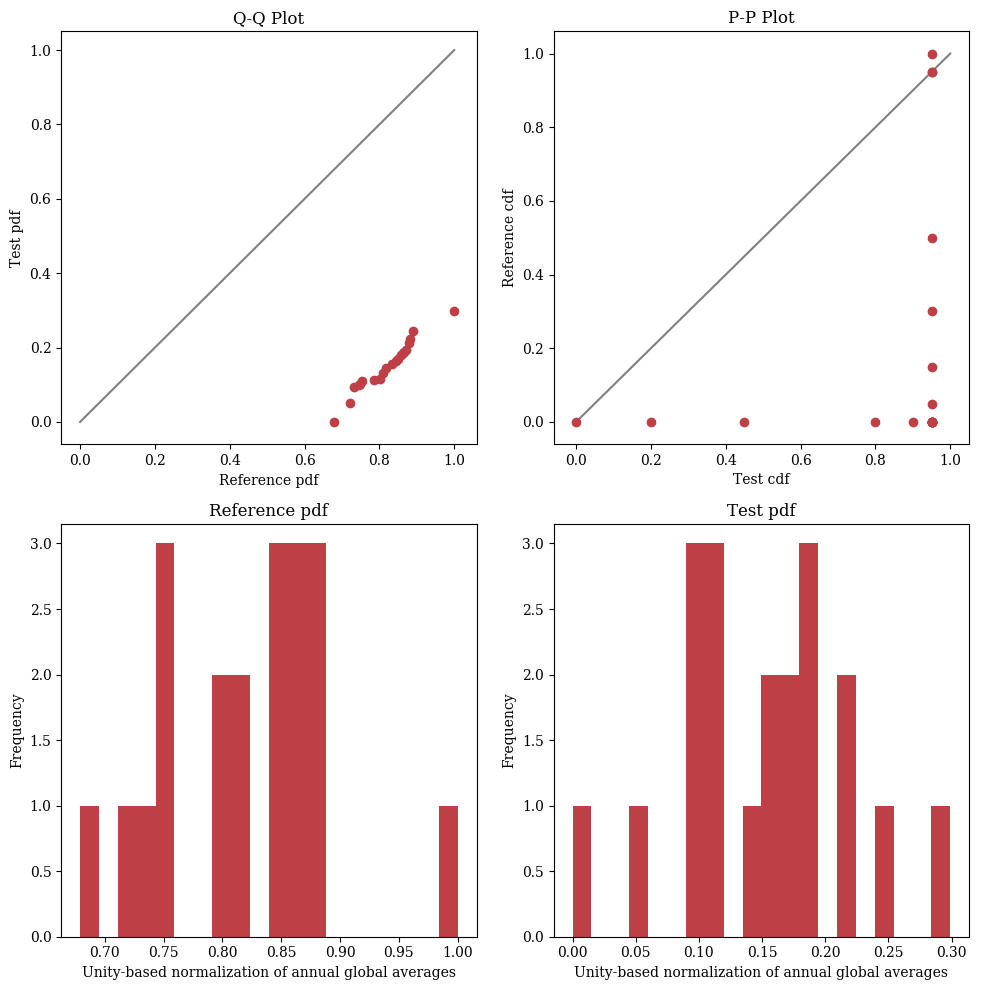 Q-Q Plot
1.0
0.8
0.6
0.4
0.2
0.0
Test pdf
0.0 0.2 0.4 0.6 0.8 1.0
Reference pdf
P-P Plot
1.0
0.8
0.6
0.4
0.2
0.0
Reference cdf
0.0 0.2 0.4 0.6 0.8 1.0
Test cdf
Reference pdf
3.0
2.5
2.0
1.5
1.0
0.5
0.0
Frequency
0.70 0.75 0.80 0.85 0.90 0.95 1.00
Unity-based normalization of annual global averages
Test pdf
3.0
2.5
2.0
1.5
1.0
0.5
0.0
Frequency
0.00 0.05 0.10 0.15 0.20 0.25 0.30
Unity-based normalization of annual global averages